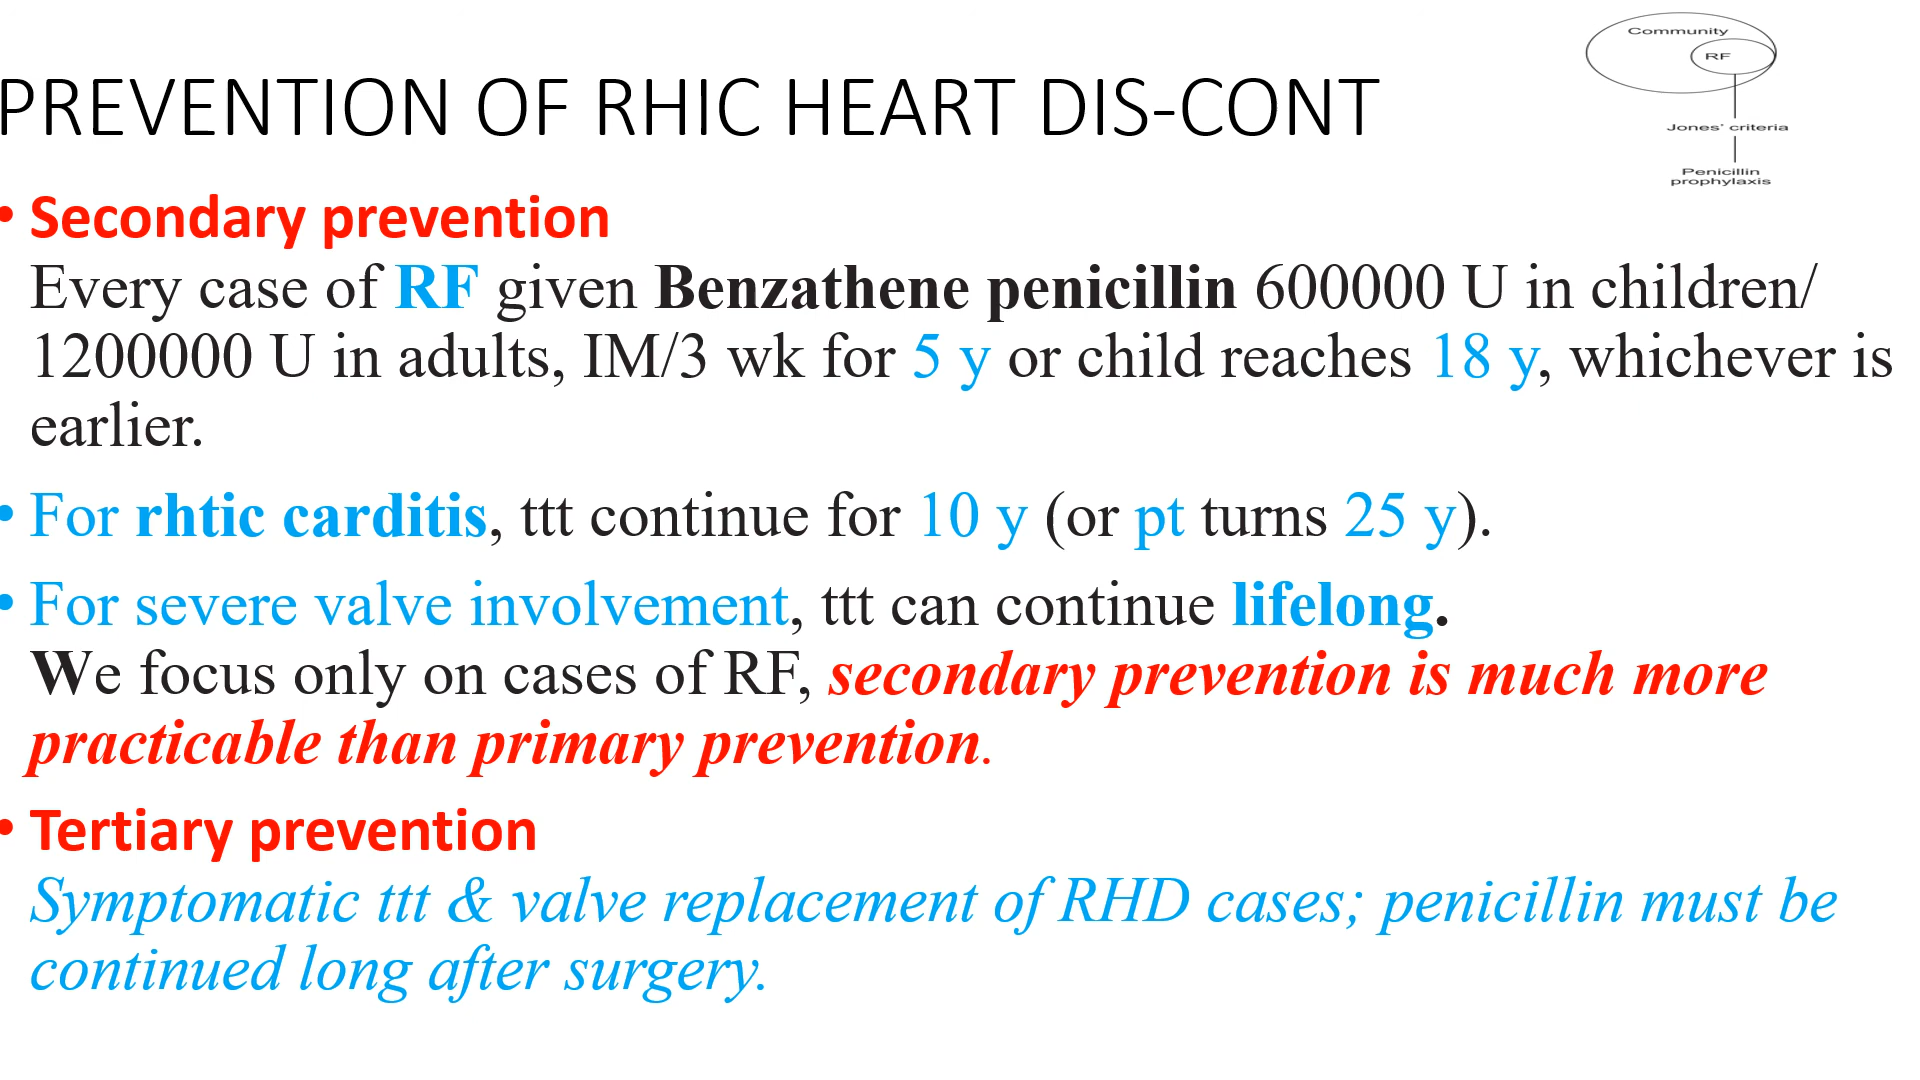 PREVENTION OF RHIC HEART DIS-CONT
Community
RF
Jones' criteria
Penicillin
prophylaxis
• Secondary prevention
Every case of RF given Benzathene penicillin 600000 U in children/
1200000 U in adults, IM/3 wk for 5 y or child reaches 18 y, whichever is
earlier.
• For rhtic carditis, ttt continue for 10 y (or pt turns 25 y).
• For severe valve involvement, ttt can continue lifelong.
We focus only on cases of RF, secondary prevention is much more
practicable than primary prevention.
• Tertiary prevention
Symptomatic ttt & valve replacement of RHD cases; penicillin must be
continued long after surgery.